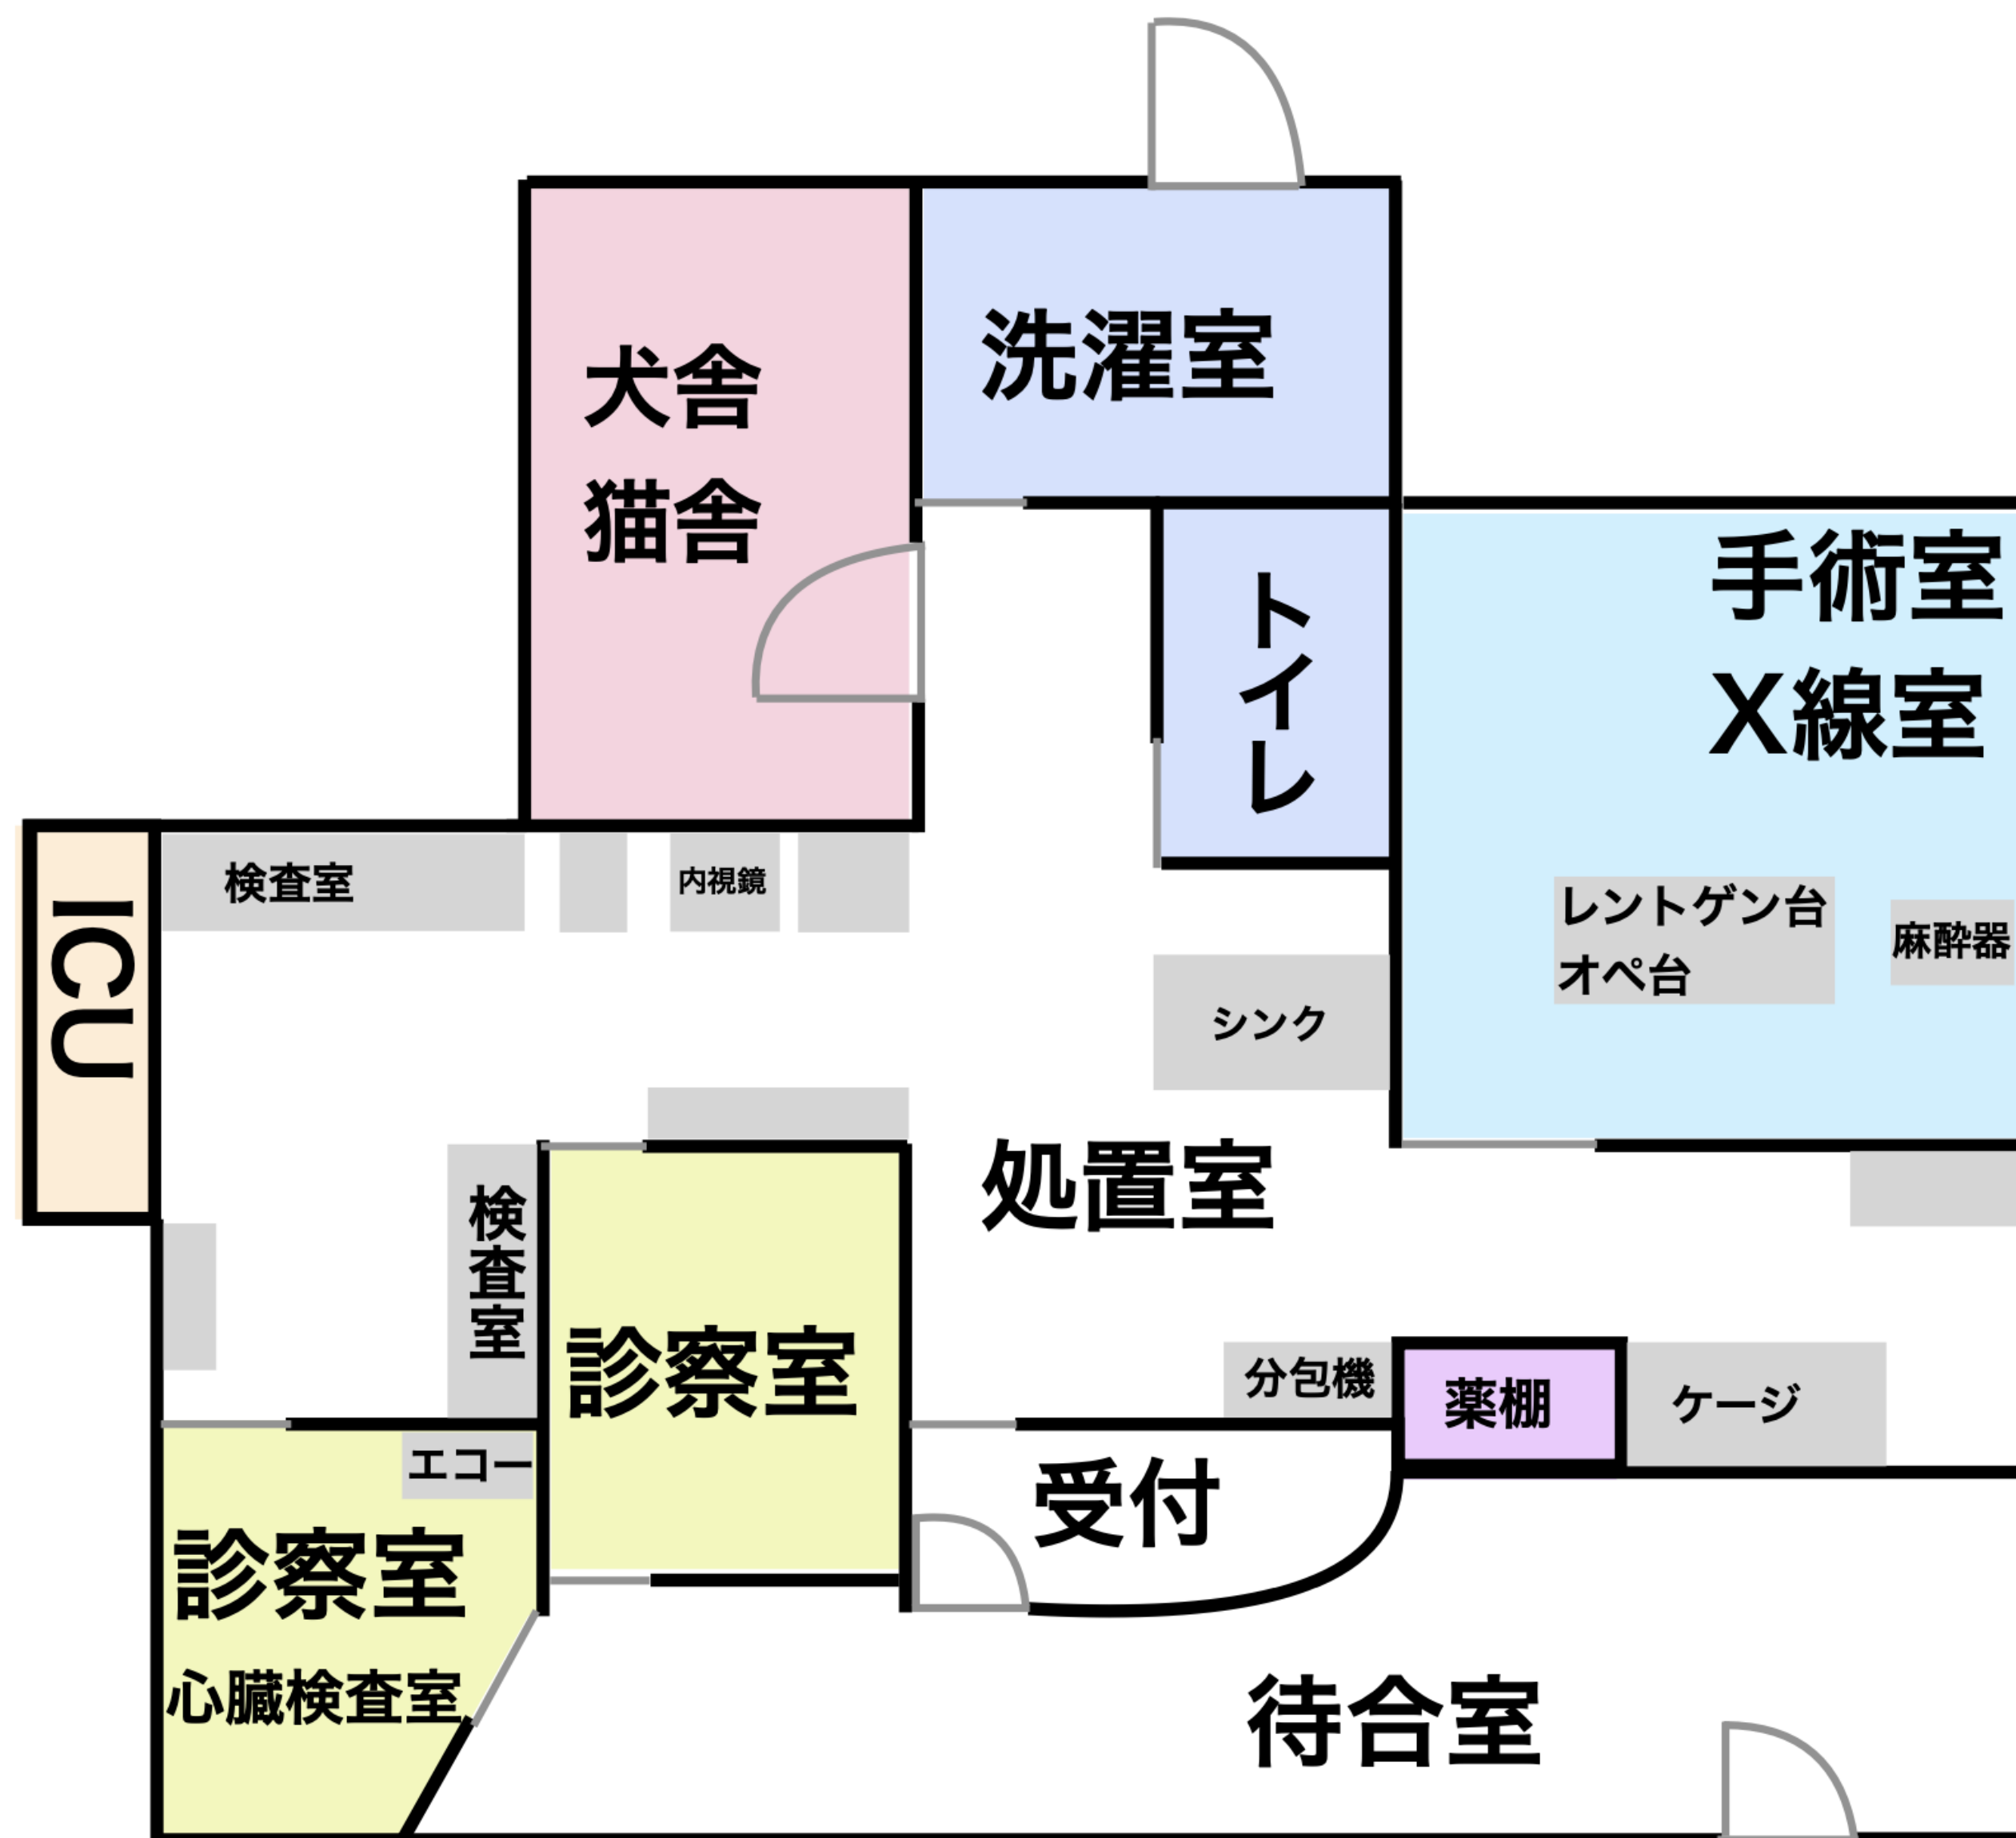 洗濯室
犬舎
猫舎
トイレ
手術室
X線室
検査室
内視鏡
ICU
レントゲン台
オペ台
麻酔器
シンク
処置室
検査室
診察室
分包機
薬棚
ケージ
エコー
受付
診察室
心臓検査室
待合室